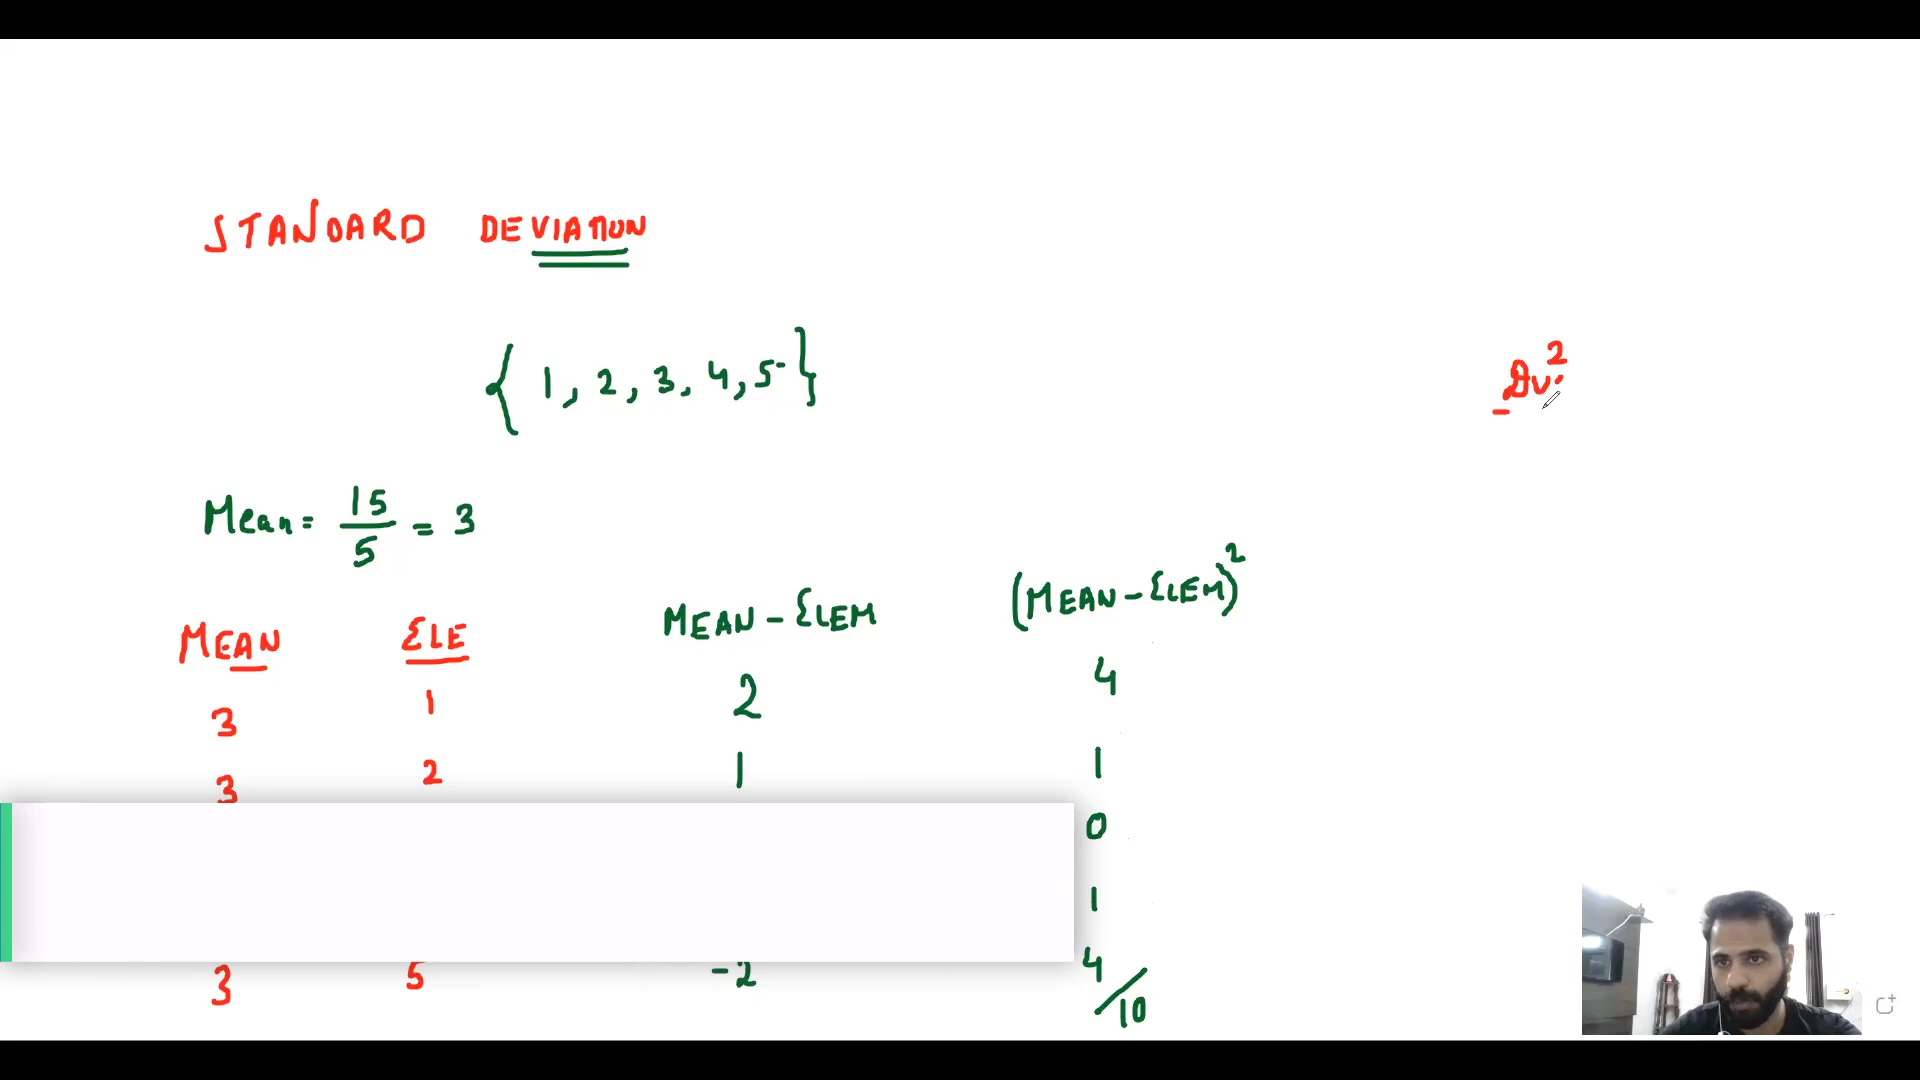 STANDARD DEVIATION
{ 1, 2, 3, 4, 5 }
Mean = 15/5 = 3
MEAN ELE MEAN - ELEM (MEAN - ELEM)²
3 1 2 4
3 2 1 1
0
1
3 5 -2 4
10